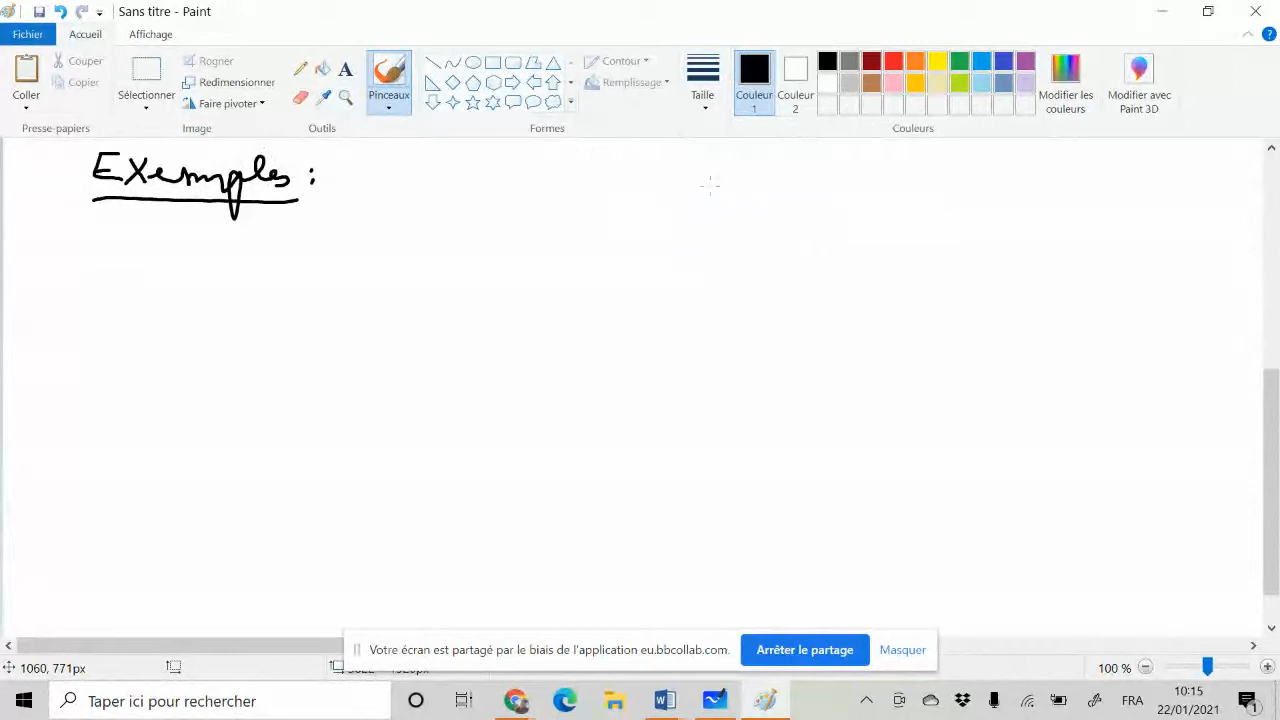 Sans titre - Paint
Fichier Accueil Affichage
Coller
Couper
Copier
Presse-papiers
Sélectionner
Rogner
Redimensionner
Faire pivoter
Image
A
Outils
Pinceaux
Contour
Remplissage
Formes
Taille
Couleur 1
Couleur 2
Couleurs
Modifier les couleurs
Modifier avec Paint 3D
Exemples :
Votre écran est partagé par le biais de l'application eu.bbcollab.com. Arrêter le partage Masquer
1060, 771px
100 %
Taper ici pour rechercher
FRA
10:15
22/01/2021
1